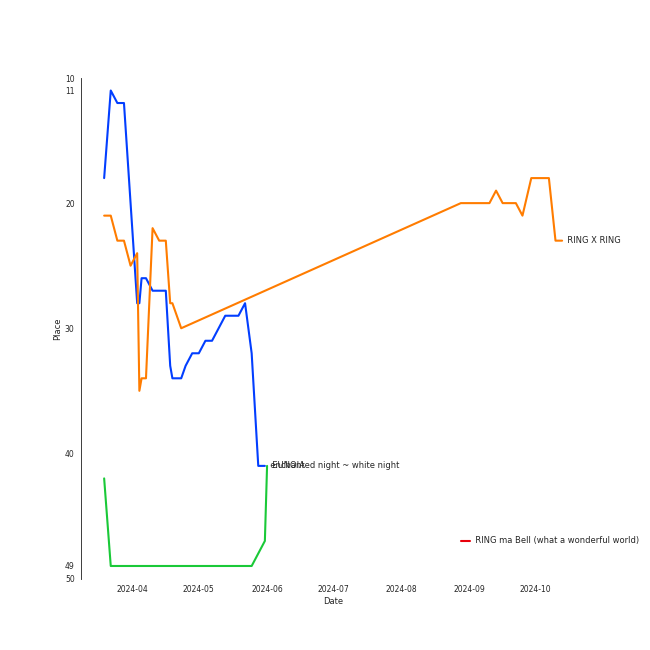 10
11
20
RING X RING
30
Place
40
EUNOIA
enchanted night ~ white night
RING ma Bell (what a wonderful world)
49
50
2024-04 2024-05 2024-06 2024-07 2024-08 2024-09 2024-10
Date